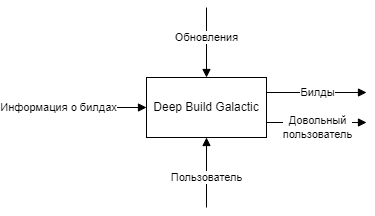 Обновления
Информация о билдах
Deep Build Galactic
Билды
Довольный
пользователь
Пользователь